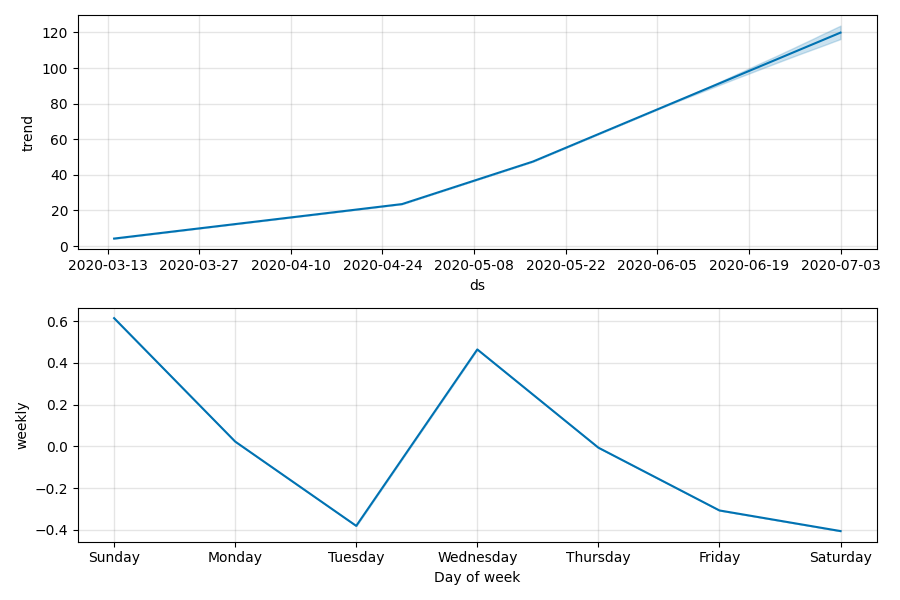 120
100
80
60
40
20
0
trend
2020-03-13 2020-03-27 2020-04-10 2020-04-24 2020-05-08 2020-05-22 2020-06-05 2020-06-19 2020-07-03
ds
0.6
0.4
0.2
0.0
−0.2
−0.4
weekly
Sunday Monday Tuesday Wednesday Thursday Friday Saturday
Day of week